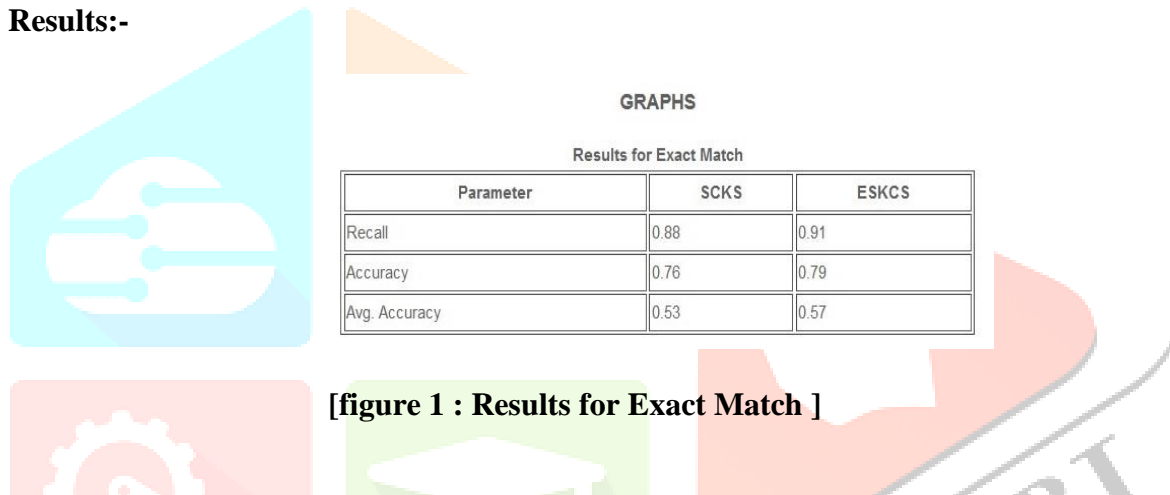 Results:-
GRAPHS
Results for Exact Match
Parameter SCKS ESKCS
Recall 0.88 0.91
Accuracy 0.76 0.79
Avg. Accuracy 0.53 0.57
[figure 1 : Results for Exact Match ]